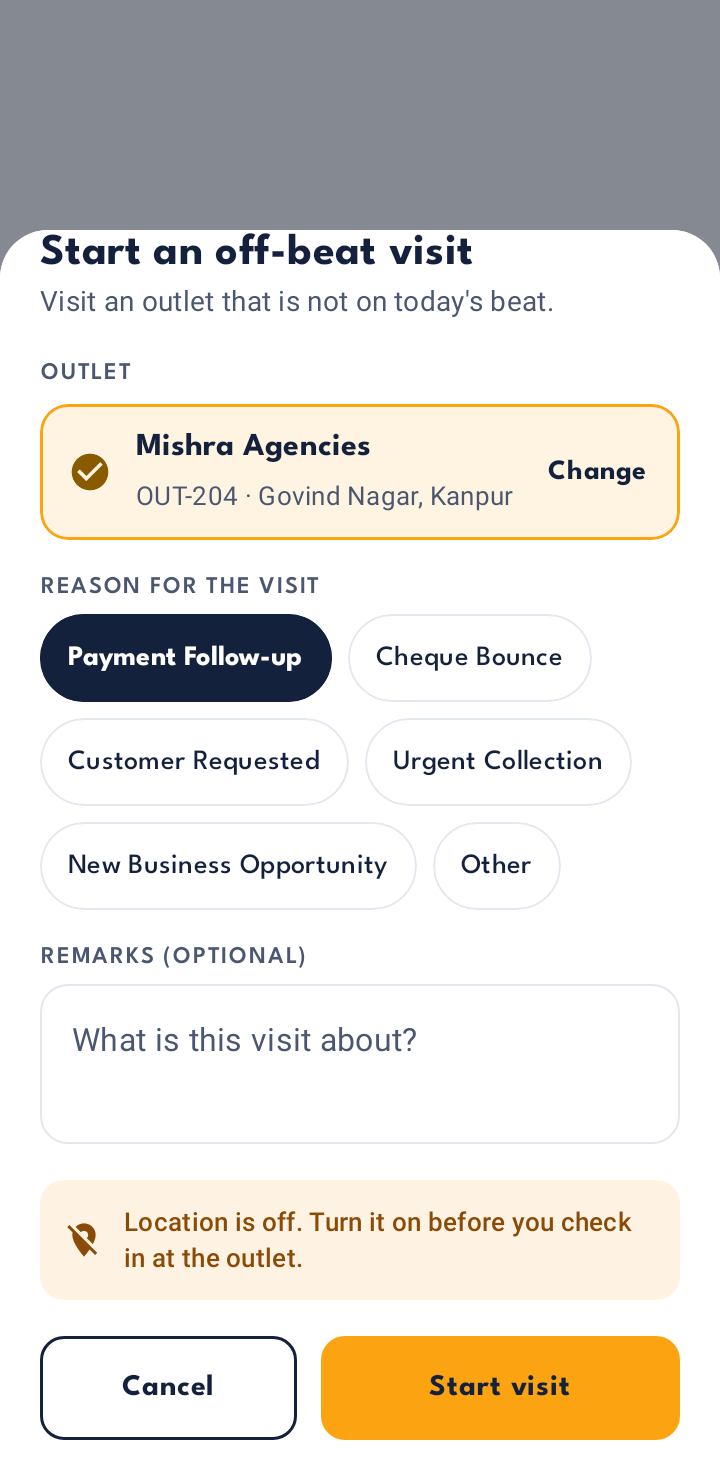 Start an off-beat visit
Visit an outlet that is not on today's beat.
OUTLET
Mishra Agencies
OUT-204 · Govind Nagar, Kanpur
Change
REASON FOR THE VISIT
Payment Follow-up
Cheque Bounce
Customer Requested
Urgent Collection
New Business Opportunity
Other
REMARKS (OPTIONAL)
What is this visit about?
Location is off. Turn it on before you check
in at the outlet.
Cancel
Start visit